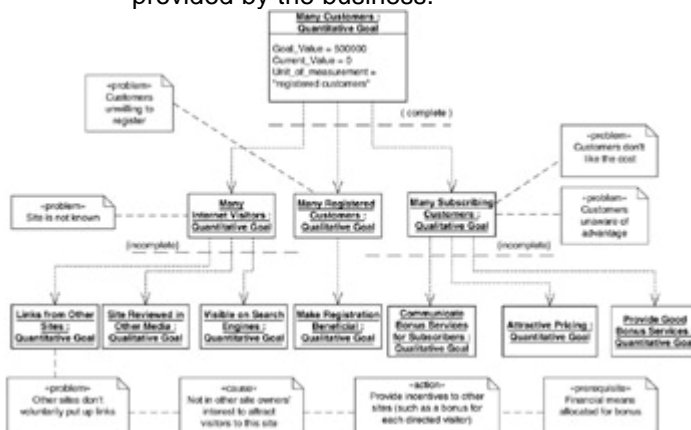 provided by the business.
Many Customers :
Quantitative Goal
Goal_Value = 500000
Current_Value = 0
Unit_of_measurement =
"registered customers"
«problem»
Customers
unwilling to
register
{ complete }
«problem»
Customers don't
like the cost
«problem»
Site is not known
Many
Internet Visitors :
Quantitative Goal
Many Registered
Customers :
Qualitative Goal
Many Subscribing
Customers :
Qualitative Goal
«problem»
Customers
unaware of
advantage
{incomplete}
{incomplete}
Links from Other
Sites :
Quantitative Goal
Site Reviewed in
Other Media :
Qualitative Goal
Visible on Search
Engines :
Quantitative Goal
Make Registration
Beneficial :
Qualitative Goal
Communicate
Bonus Services
for Subscribers :
Qualitative Goal
Attractive Pricing :
Quantitative Goal
Provide Good
Bonus Services :
Quantitative Goal
«problem»
Other sites don't
voluntarily put up links
«cause»
Not in other site owners'
interest to attract
visitors to this site
«action»
Provide incentives to other
sites (such as a bonus for
each directed visitor)
«prerequisite»
Financial means
allocated for bonus